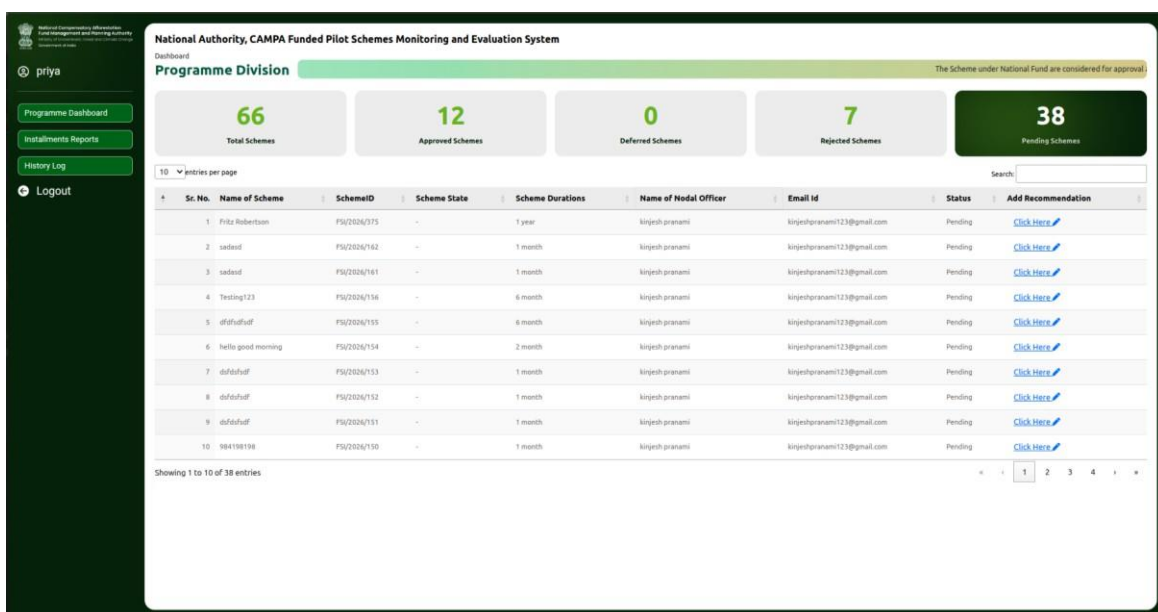 National Compensatory Afforestation
Fund Management and Planning Authority
Government of India
priya
Programme Dashboard
Installments Reports
History Log
Logout
National Authority, CAMPA Funded Pilot Schemes Monitoring and Evaluation System
Dashboard
Programme Division
The Scheme under National Fund are considered for approval
66
Total Schemes
12
Approved Schemes
0
Deferred Schemes
7
Rejected Schemes
38
Pending Schemes
10 entries per page
Search:
Sr. No. Name of Scheme SchemeID Scheme State Scheme Durations Name of Nodal Officer Email Id Status Add Recommendation
1 Fritz Robertson FSI/2026/375 -- 1 year kinjesh pranami kinjeshpranami123@gmail.com Pending Click Here
2 sadasd FSI/2026/162 -- 1 month kinjesh pranami kinjeshpranami123@gmail.com Pending Click Here
3 sadasd FSI/2026/161 -- 1 month kinjesh pranami kinjeshpranami123@gmail.com Pending Click Here
4 Testing123 FSI/2026/156 -- 6 month kinjesh pranami kinjeshpranami123@gmail.com Pending Click Here
5 dfdfsdfsdf FSI/2026/155 -- 6 month kinjesh pranami kinjeshpranami123@gmail.com Pending Click Here
6 hello good morning FSI/2026/154 -- 2 month kinjesh pranami kinjeshpranami123@gmail.com Pending Click Here
7 dsfdsfsdf FSI/2026/153 -- 1 month kinjesh pranami kinjeshpranami123@gmail.com Pending Click Here
8 dsfdsfsdf FSI/2026/152 -- 1 month kinjesh pranami kinjeshpranami123@gmail.com Pending Click Here
9 dsfdsfsdf FSI/2026/151 -- 1 month kinjesh pranami kinjeshpranami123@gmail.com Pending Click Here
10 984198198 FSI/2026/150 -- 1 month kinjesh pranami kinjeshpranami123@gmail.com Pending Click Here
Showing 1 to 10 of 38 entries
« ‹ 1 2 3 4 › »